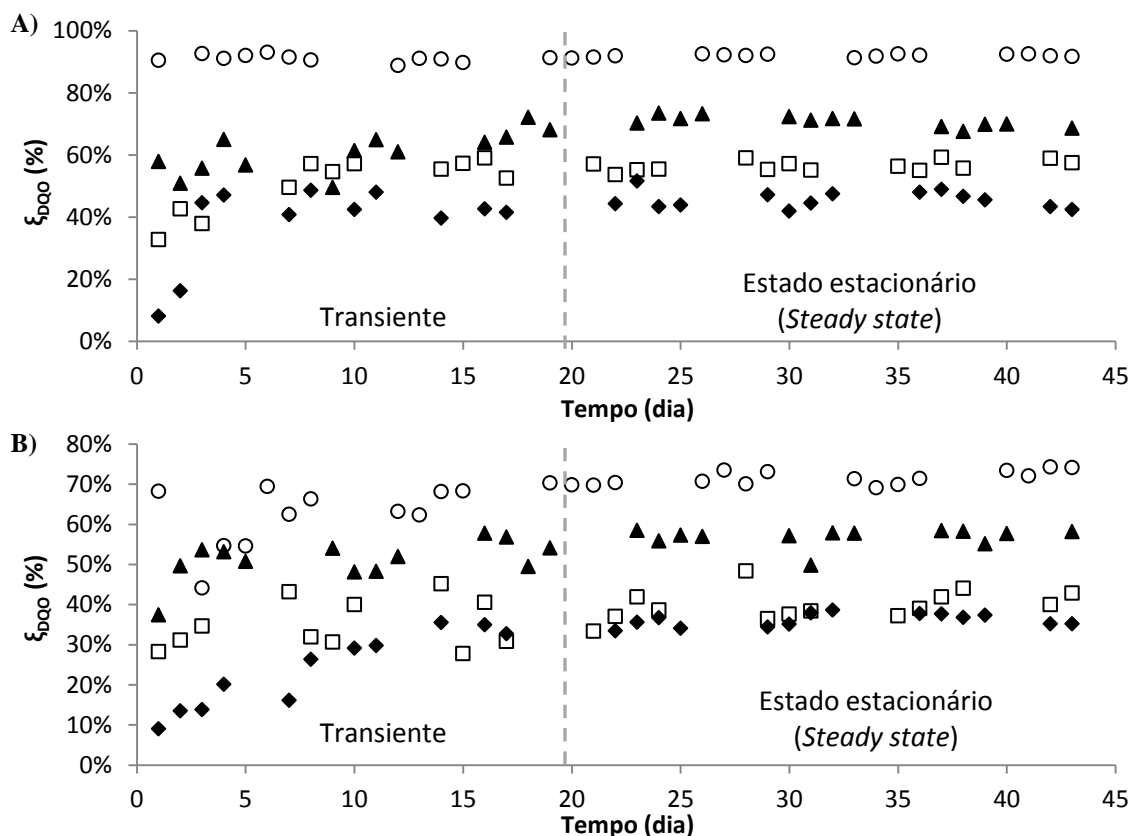 A)
100%
80%
60%
40%
20%
0%
ξDQO (%)
Transiente
Estado estacionário
(Steady state)
0 5 10 15 20 25 30 35 40 45
Tempo (dia)
B)
80%
70%
60%
50%
40%
30%
20%
10%
0%
ξDQO (%)
Transiente
Estado estacionário
(Steady state)
0 5 10 15 20 25 30 35 40 45
Tempo (dia)